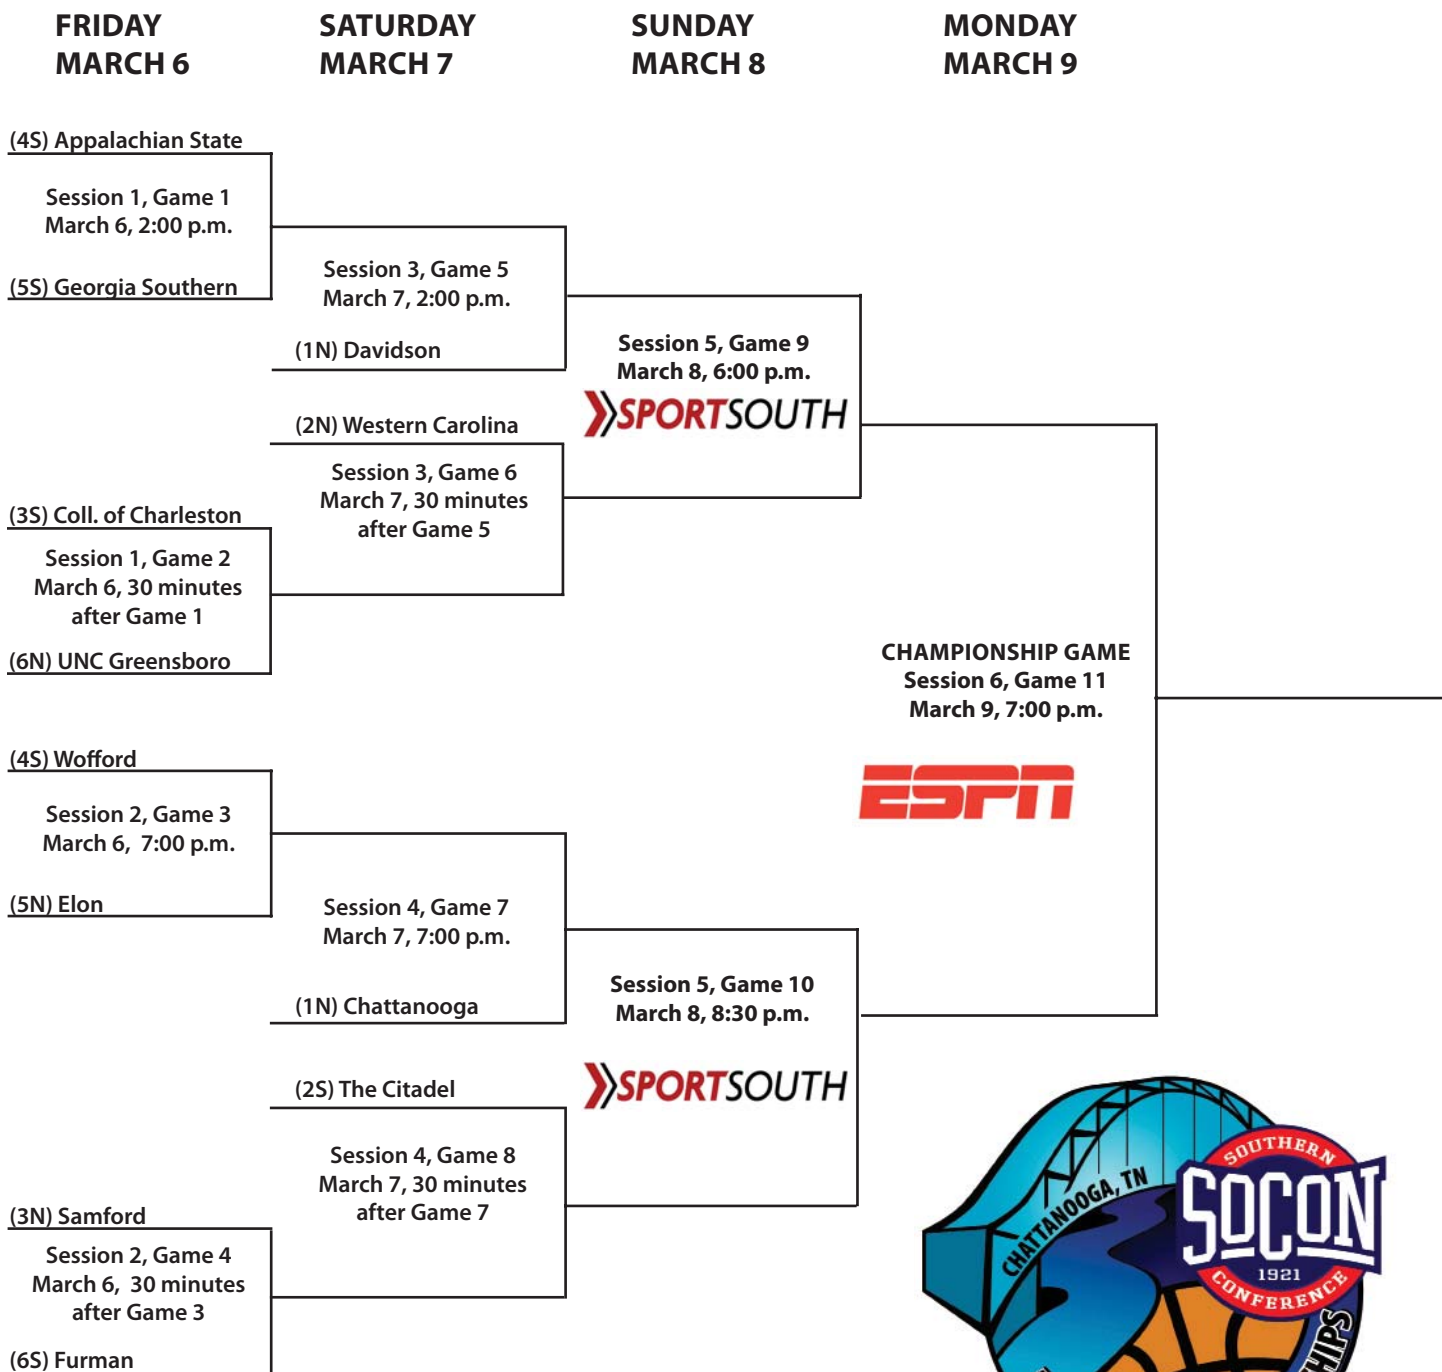 FRIDAY
MARCH 6
SATURDAY
MARCH 7
SUNDAY
MARCH 8
MONDAY
MARCH 9
(4S) Appalachian State
Session 1, Game 1
March 6, 2:00 p.m.
(5S) Georgia Southern
Session 3, Game 5
March 7, 2:00 p.m.
(1N) Davidson
(2N) Western Carolina
Session 3, Game 6
March 7, 30 minutes
after Game 5
(3S) Coll. of Charleston
Session 1, Game 2
March 6, 30 minutes
after Game 1
(6N) UNC Greensboro
Session 5, Game 9
March 8, 6:00 p.m.
SPORTSOUTH
CHAMPIONSHIP GAME
Session 6, Game 11
March 9, 7:00 p.m.
ESPN
(4S) Wofford
Session 2, Game 3
March 6, 7:00 p.m.
(5N) Elon
Session 4, Game 7
March 7, 7:00 p.m.
(1N) Chattanooga
(2S) The Citadel
Session 4, Game 8
March 7, 30 minutes
after Game 7
(3N) Samford
Session 2, Game 4
March 6, 30 minutes
after Game 3
(6S) Furman
Session 5, Game 10
March 8, 8:30 p.m.
SPORTSOUTH
CHATTANOOGA, TN
SOUTHERN
SOCON
1921
CONFERENCE